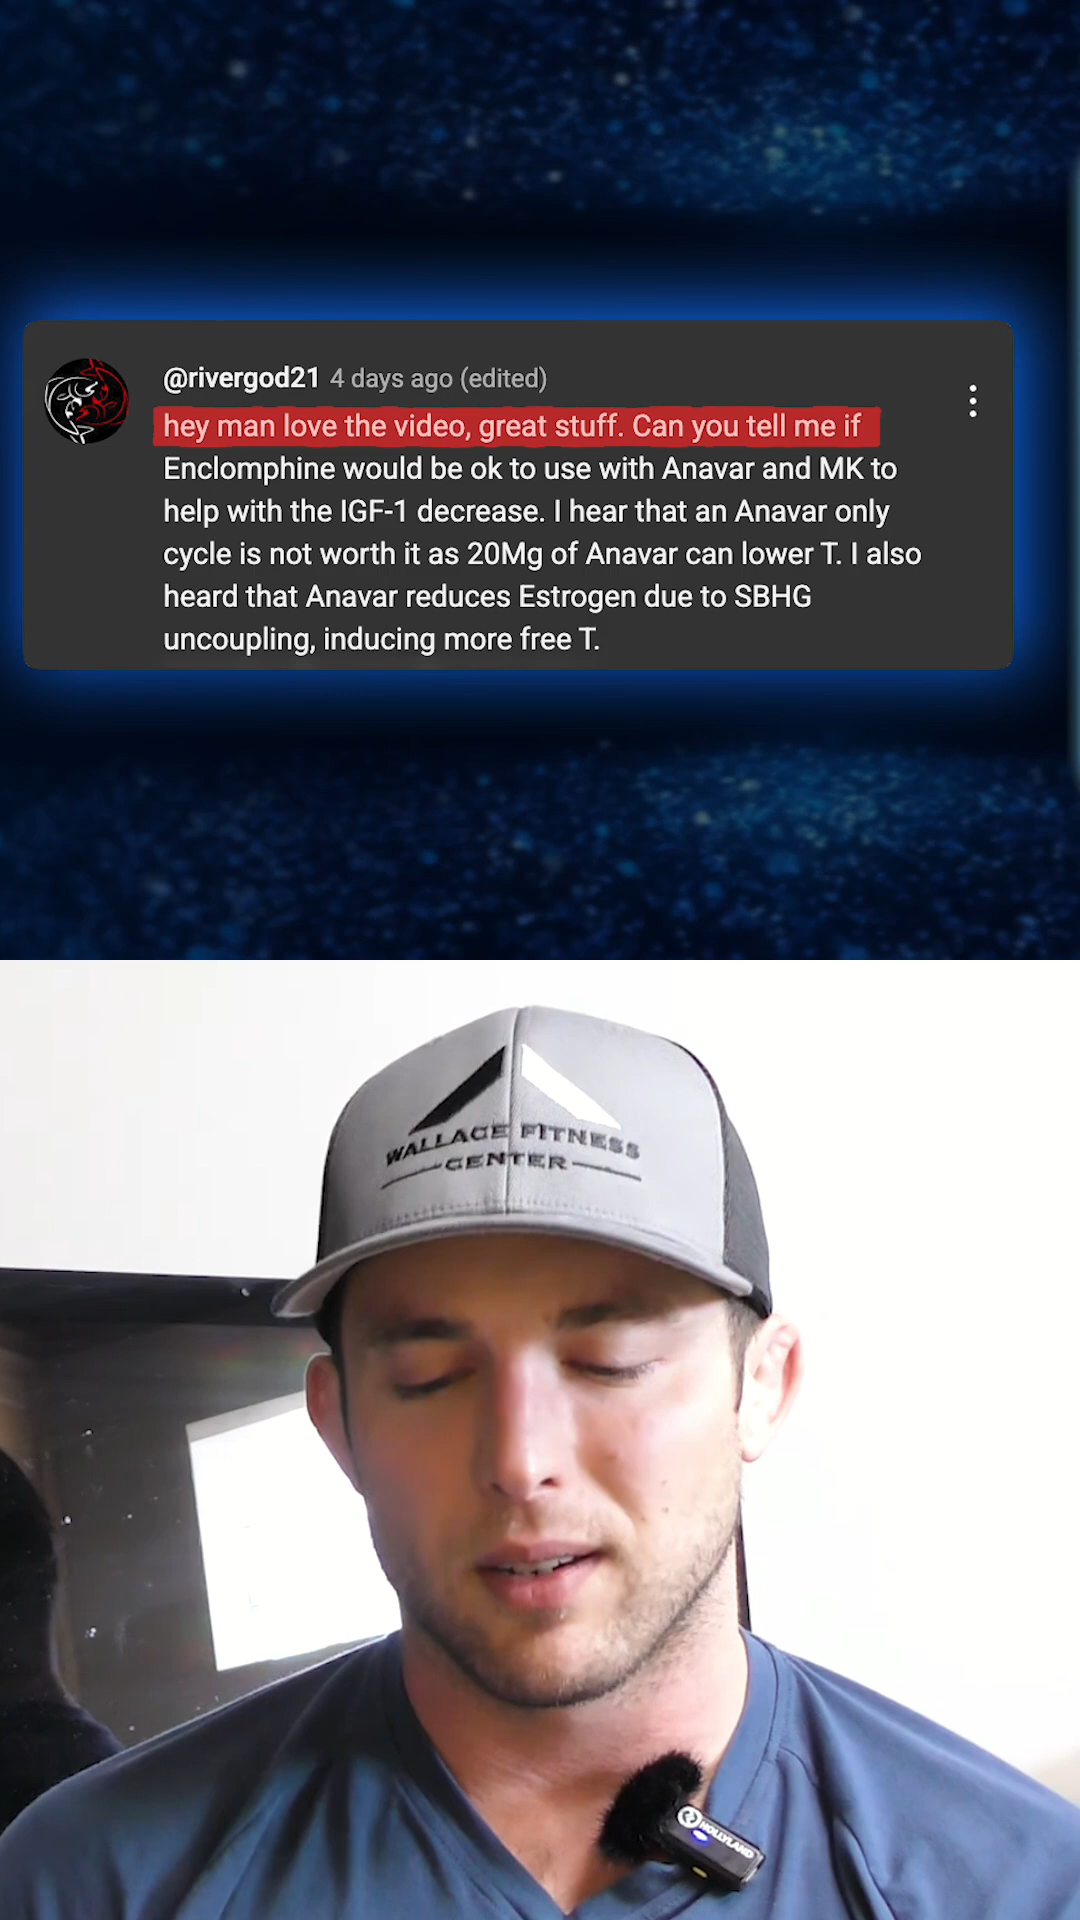 @rivergod21 4 days ago (edited)
hey man love the video, great stuff. Can you tell me if
Enclomphine would be ok to use with Anavar and MK to
help with the IGF-1 decrease. I hear that an Anavar only
cycle is not worth it as 20Mg of Anavar can lower T. I also
heard that Anavar reduces Estrogen due to SBHG
uncoupling, inducing more free T.
WALLACE FITNESS
CENTER
HOLLYLAND